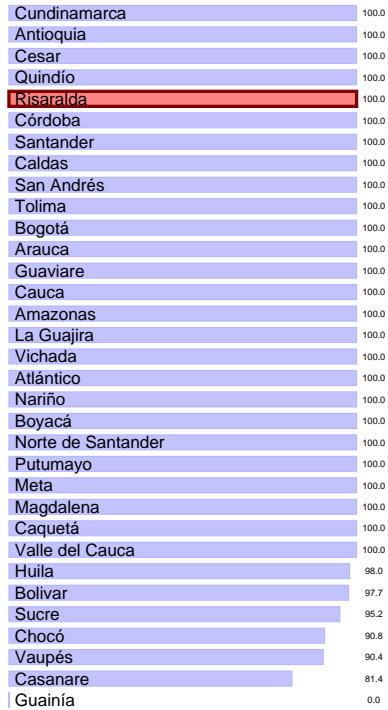 Cundinamarca 100.0
Antioquia 100.0
Cesar 100.0
Quindío 100.0
Risaralda 100.0
Córdoba 100.0
Santander 100.0
Caldas 100.0
San Andrés 100.0
Tolima 100.0
Bogotá 100.0
Arauca 100.0
Guaviare 100.0
Cauca 100.0
Amazonas 100.0
La Guajira 100.0
Vichada 100.0
Atlántico 100.0
Nariño 100.0
Boyacá 100.0
Norte de Santander 100.0
Putumayo 100.0
Meta 100.0
Magdalena 100.0
Caquetá 100.0
Valle del Cauca 100.0
Huila 98.0
Bolivar 97.7
Sucre 95.2
Chocó 90.8
Vaupés 90.4
Casanare 81.4
Guainía 0.0